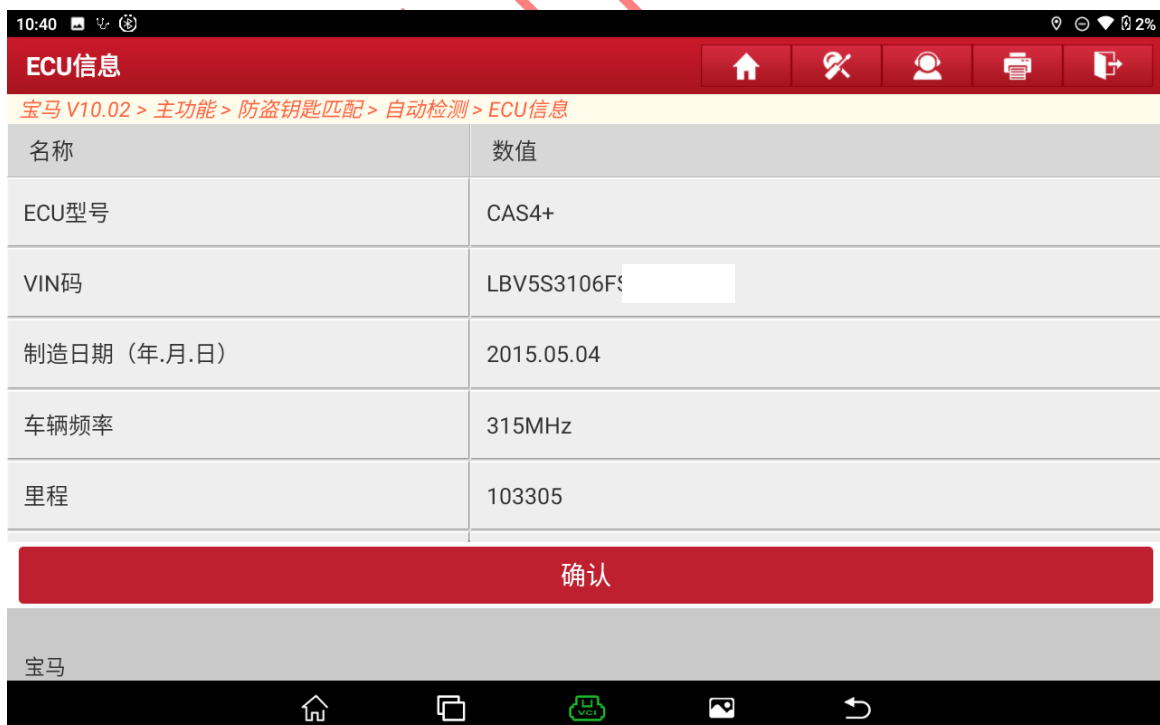 10:40 2%
ECU信息
宝马 V10.02 > 主功能 > 防盗钥匙匹配 > 自动检测 > ECU信息
名称 数值
ECU型号 CAS4+
VIN码 LBV5S3106F
制造日期（年.月.日） 2015.05.04
车辆频率 315MHz
里程 103305
确认
宝马
VCI